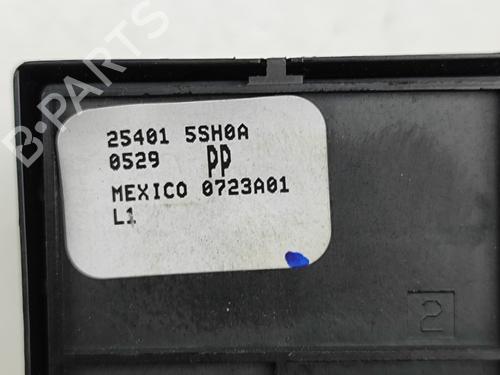 B-PARTS
25401 5SH0A
0529 PP
MEXICO 0723A01
L1
2